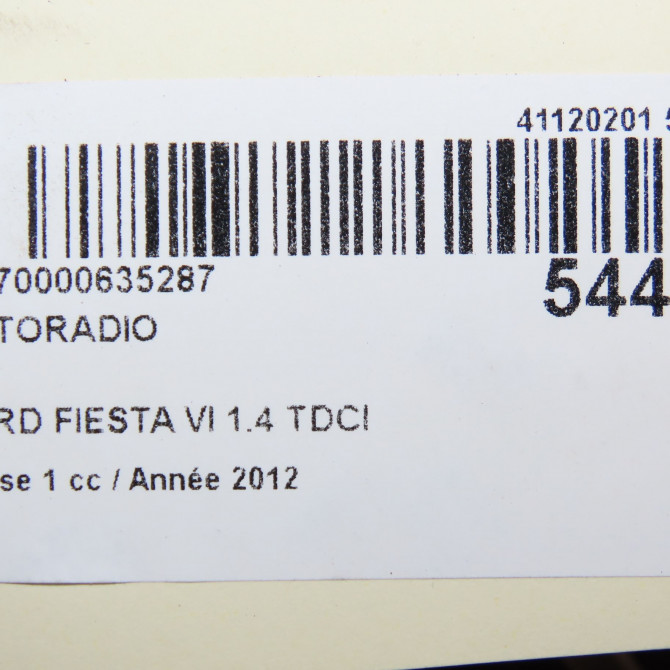 41120201 5
70000635287
544
TORADIO
RD FIESTA VI 1.4 TDCI
se 1 cc / Année 2012